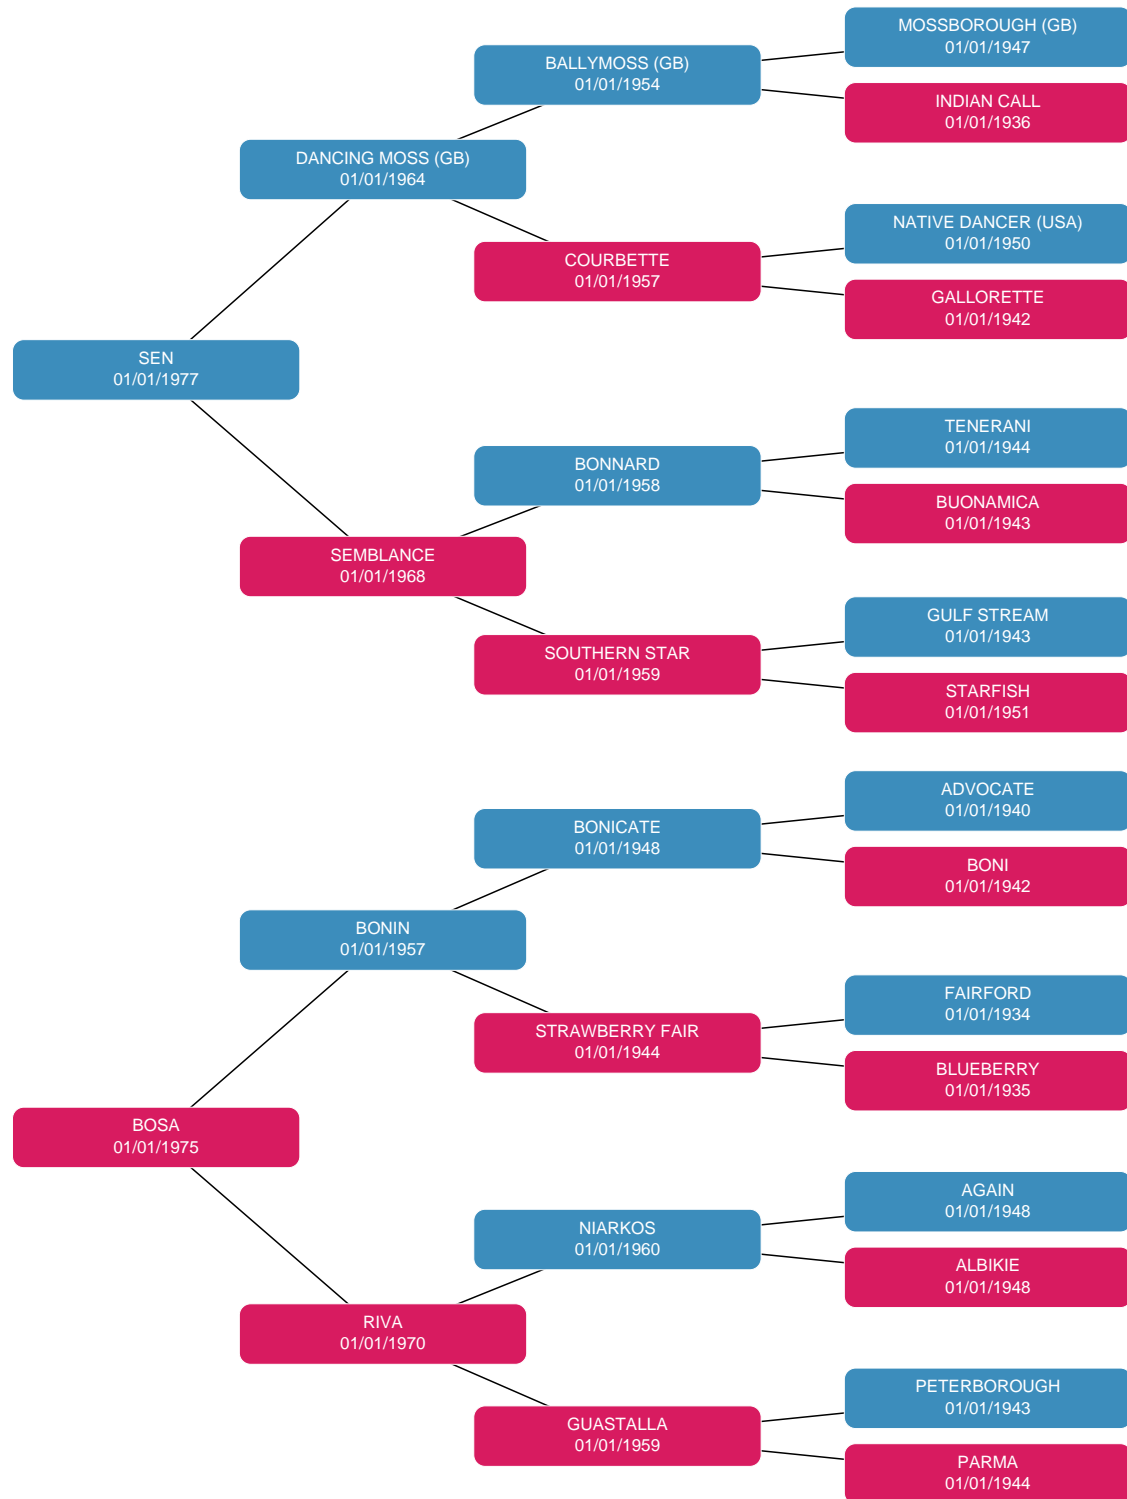 MOSSBOROUGH (GB)
01/01/1947
BALLYMOSS (GB)
01/01/1954
INDIAN CALL
01/01/1936
DANCING MOSS (GB)
01/01/1964
NATIVE DANCER (USA)
01/01/1950
COURBETTE
01/01/1957
GALLORETTE
01/01/1942
SEN
01/01/1977
TENERANI
01/01/1944
BONNARD
01/01/1958
BUONAMICA
01/01/1943
SEMBLANCE
01/01/1968
GULF STREAM
01/01/1943
SOUTHERN STAR
01/01/1959
STARFISH
01/01/1951
ADVOCATE
01/01/1940
BONICATE
01/01/1948
BONI
01/01/1942
BONIN
01/01/1957
FAIRFORD
01/01/1934
STRAWBERRY FAIR
01/01/1944
BLUEBERRY
01/01/1935
BOSA
01/01/1975
AGAIN
01/01/1948
NIARKOS
01/01/1960
ALBIKIE
01/01/1948
RIVA
01/01/1970
PETERBOROUGH
01/01/1943
GUASTALLA
01/01/1959
PARMA
01/01/1944